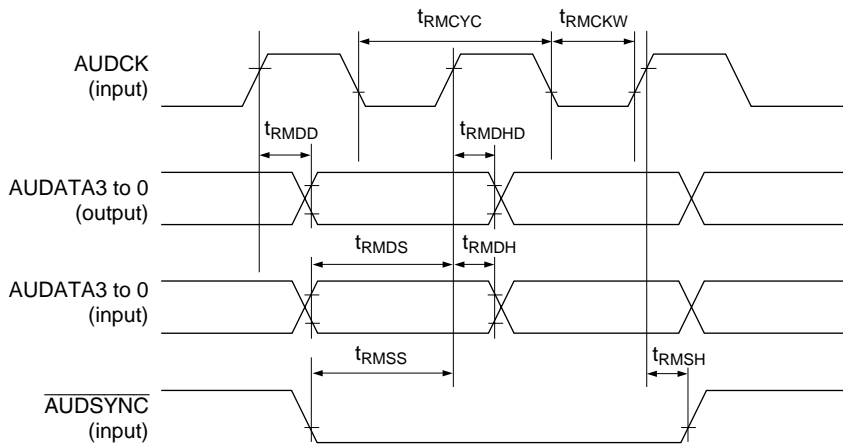 tRMCYC
tRMCKW
AUDCK
(input)
tRMDD
tRMDHD
AUDATA3 to 0
(output)
tRMDS
tRMDH
AUDATA3 to 0
(input)
tRMSS
tRMSH
AUDSYNC
(input)